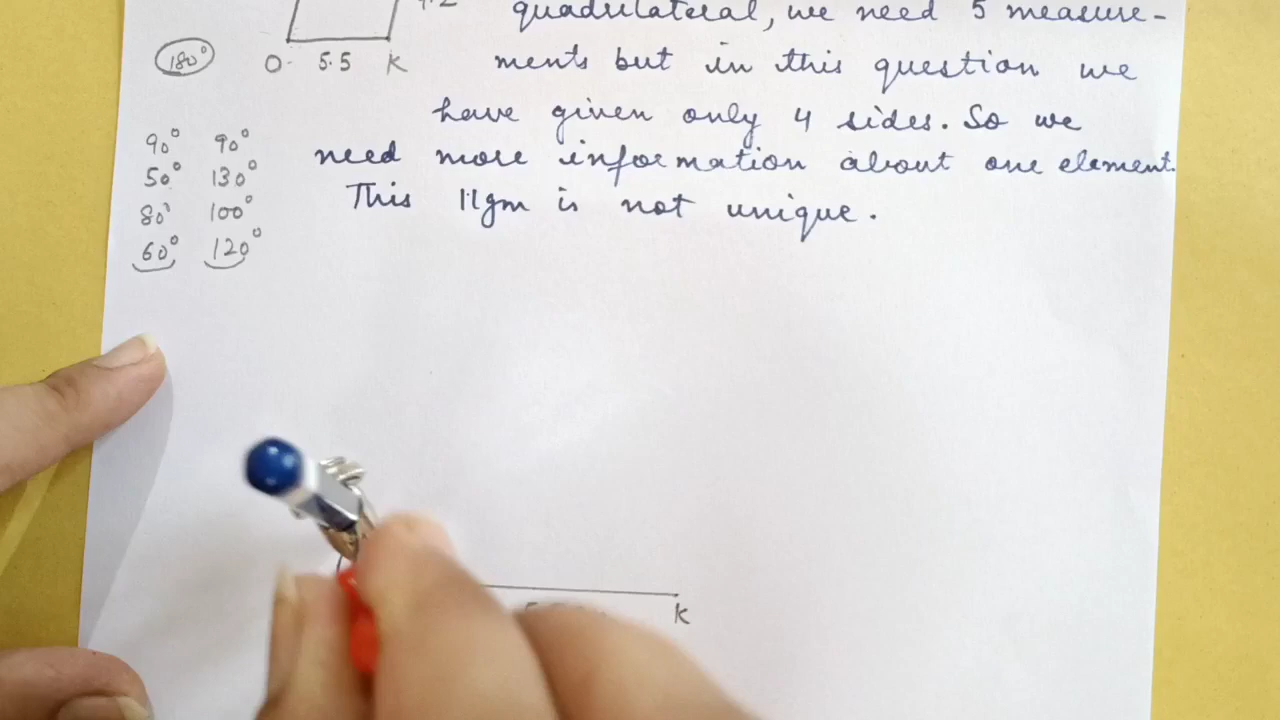 quadrilateral, we need 5 measure-
180°
O 5.5 K
ments but in this question we
have given only 4 sides. So we
90° 90°
need more information about one element.
50° 130°
This 11gm is not unique.
80° 100°
60° 120°
K